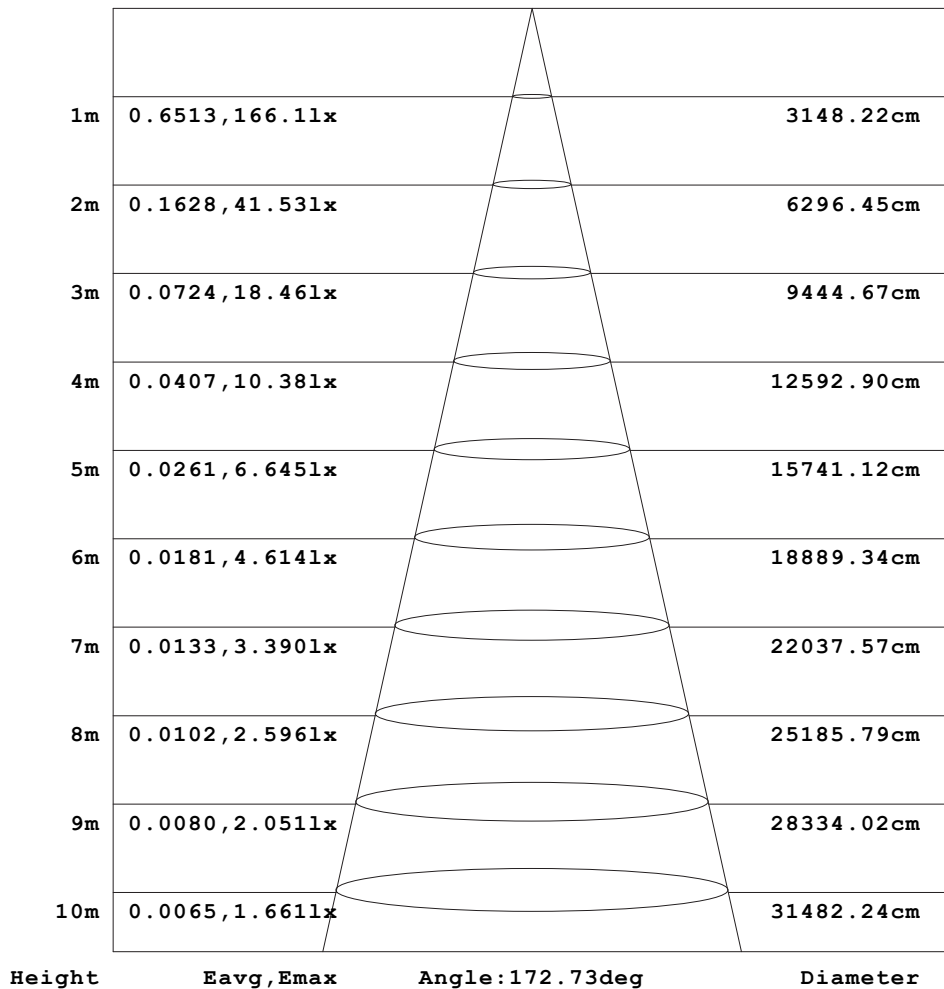 1m 0.6513,166.1lx 3148.22cm
2m 0.1628,41.53lx 6296.45cm
3m 0.0724,18.46lx 9444.67cm
4m 0.0407,10.38lx 12592.90cm
5m 0.0261,6.645lx 15741.12cm
6m 0.0181,4.614lx 18889.34cm
7m 0.0133,3.390lx 22037.57cm
8m 0.0102,2.596lx 25185.79cm
9m 0.0080,2.051lx 28334.02cm
10m 0.0065,1.661lx 31482.24cm
Height Eavg,Emax Angle:172.73deg Diameter